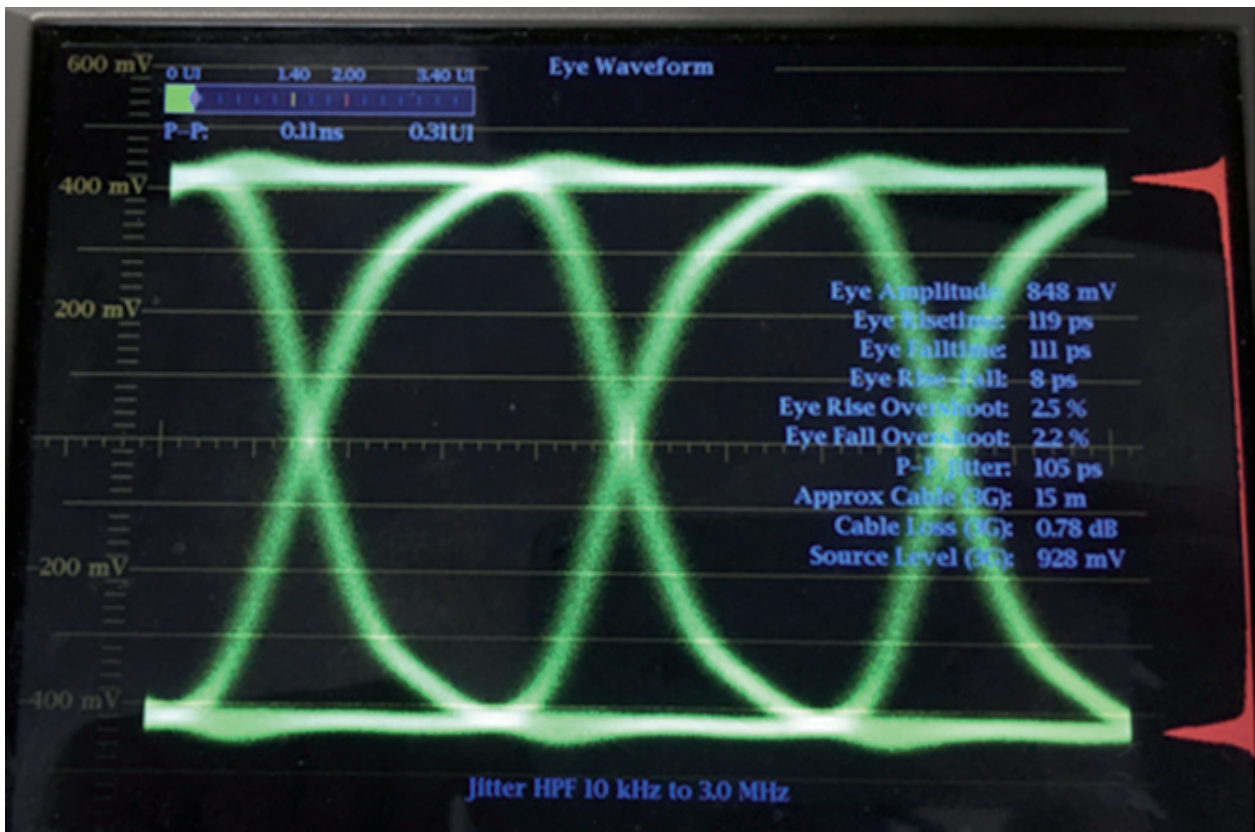 Eye Waveform
600 mV
0 UI 1.40 2.00 3.40 UI
P-P: 0.11ns 0.31UI
400 mV
200 mV
Eye Amplitude: 848 mV
Eye Risetime: 119 ps
Eye Falltime: 111 ps
Eye Rise-Fall: 8 ps
Eye Rise Overshoot: 2.5 %
Eye Fall Overshoot: 2.2 %
P-P Jitter: 105 ps
Approx Cable (3G): 15 m
Cable Loss (3G): 0.78 dB
Source Level (3G): 928 mV
-200 mV
-400 mV
Jitter HPF 10 kHz to 3.0 MHz